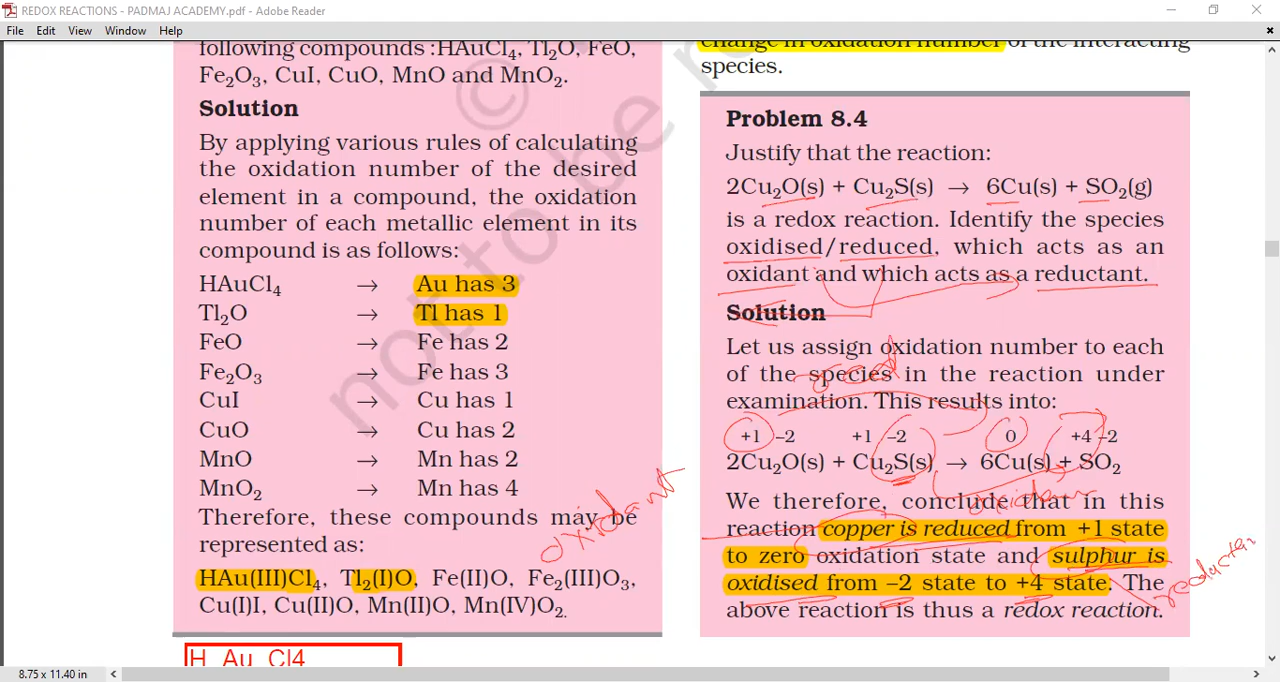 REDOX REACTIONS - PADMAJ ACADEMY.pdf - Adobe Reader
File Edit View Window Help
following compounds :HAuCl₄, Tl₂O, FeO,
Fe₂O₃, CuI, CuO, MnO and MnO₂.
Solution
By applying various rules of calculating
the oxidation number of the desired
element in a compound, the oxidation
number of each metallic element in its
compound is as follows:
HAuCl₄ → Au has 3
Tl₂O → Tl has 1
FeO → Fe has 2
Fe₂O₃ → Fe has 3
CuI → Cu has 1
CuO → Cu has 2
MnO → Mn has 2
MnO₂ → Mn has 4
Therefore, these compounds may be
represented as:
HAu(III)Cl₄, Tl₂(I)O, Fe(II)O, Fe₂(III)O₃,
Cu(I)I, Cu(II)O, Mn(II)O, Mn(IV)O₂.
H Au Cl4
oxidant
© not to be r
change in oxidation number of the interacting
species.
Problem 8.4
Justify that the reaction:
2Cu₂O(s) + Cu₂S(s) → 6Cu(s) + SO₂(g)
is a redox reaction. Identify the species
oxidised/reduced, which acts as an
oxidant and which acts as a reductant.
Solution
Let us assign oxidation number to each
of the species in the reaction under
examination. This results into:
+1 –2 +1 –2 0 +4 –2
2Cu₂O(s) + Cu₂S(s) → 6Cu(s) + SO₂
We therefore, conclude that in this
reaction copper is reduced from +1 state
to zero oxidation state and sulphur is
oxidised from –2 state to +4 state. The
above reaction is thus a redox reaction.
8.75 x 11.40 in